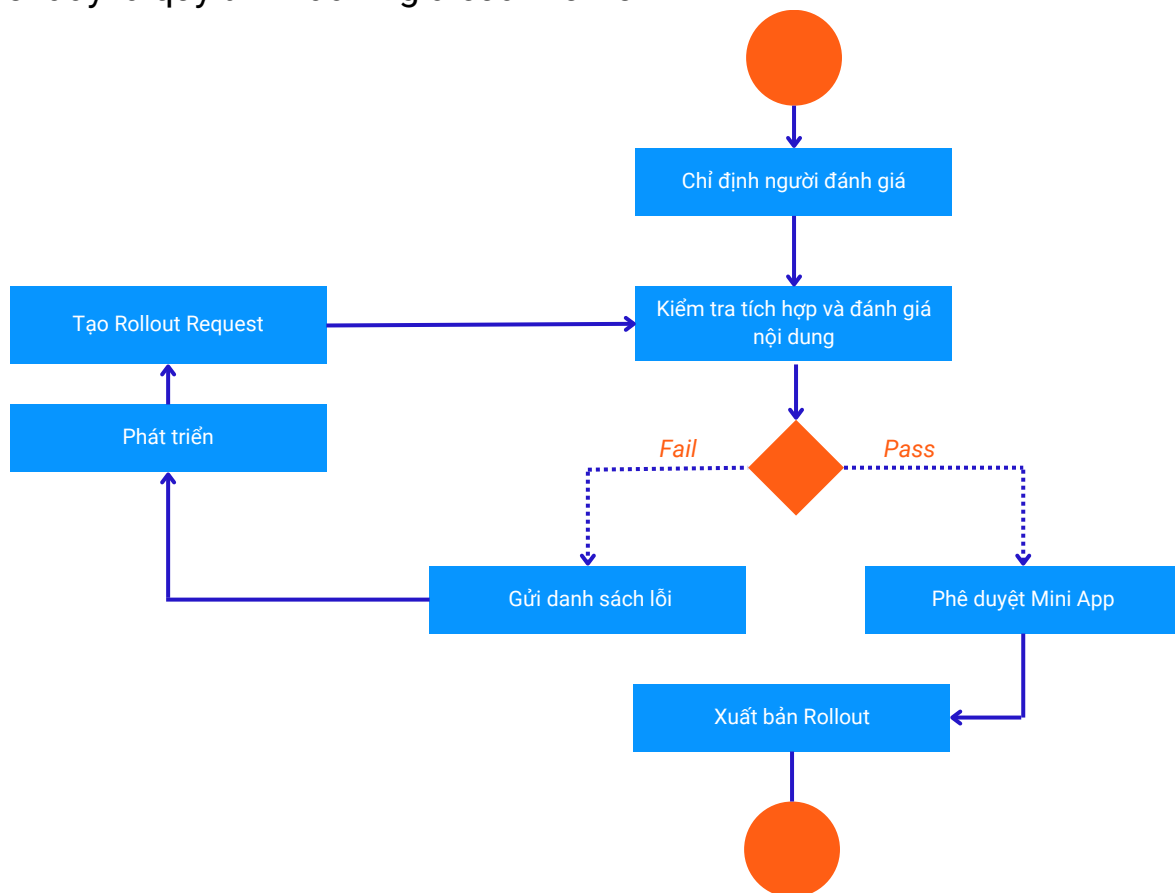 Chỉ định người đánh giá
Tạo Rollout Request
Kiểm tra tích hợp và đánh giá
nội dung
Phát triển
Fail
Pass
Gửi danh sách lỗi
Phê duyệt Mini App
Xuất bản Rollout